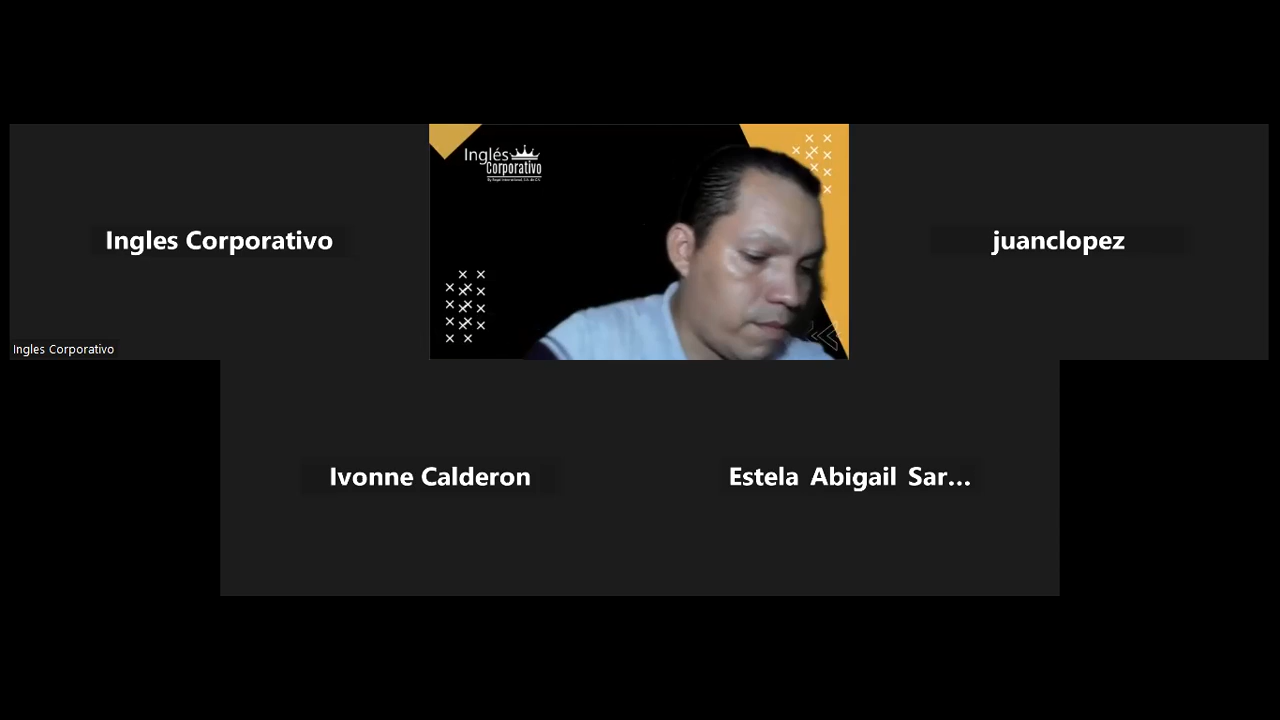 Ingles Corporativo
Ingles Corporativo
Inglés
Corporativo
juanclopez
Ivonne Calderon
Estela Abigail Sar...